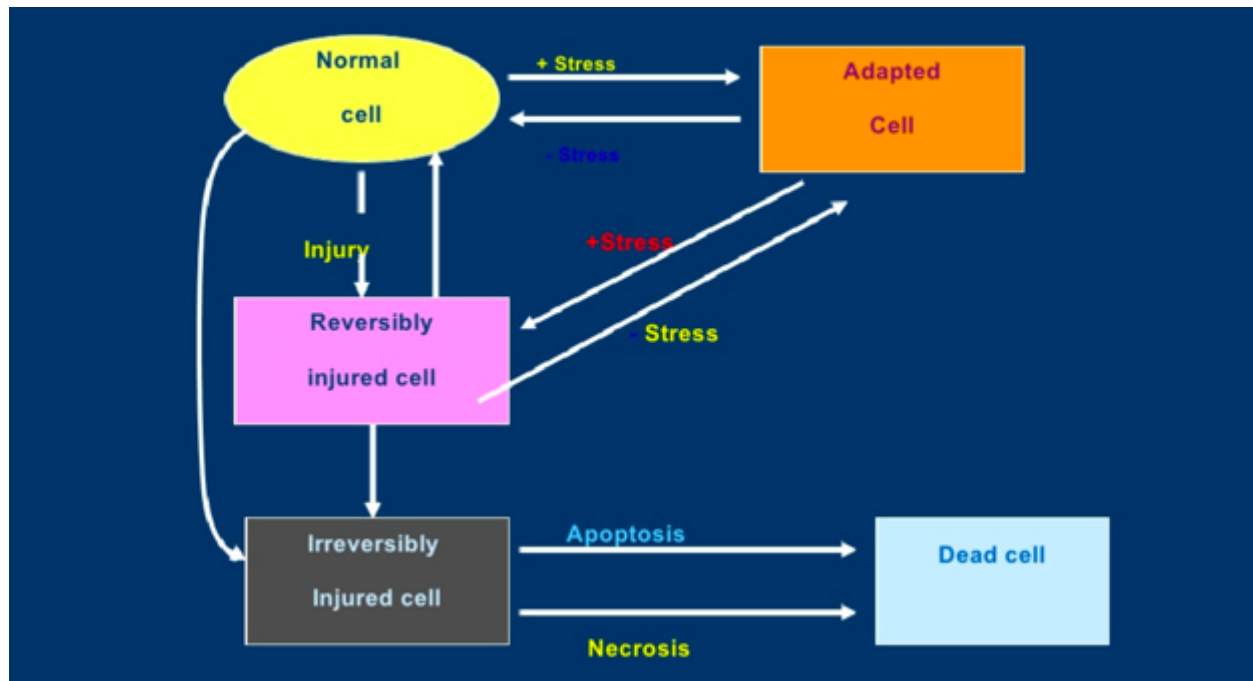 Normal
cell
+ Stress
Adapted
Cell
- Stress
Injury
+Stress
Reversibly
injured cell
- Stress
Irreversibly
Injured cell
Apoptosis
Dead cell
Necrosis